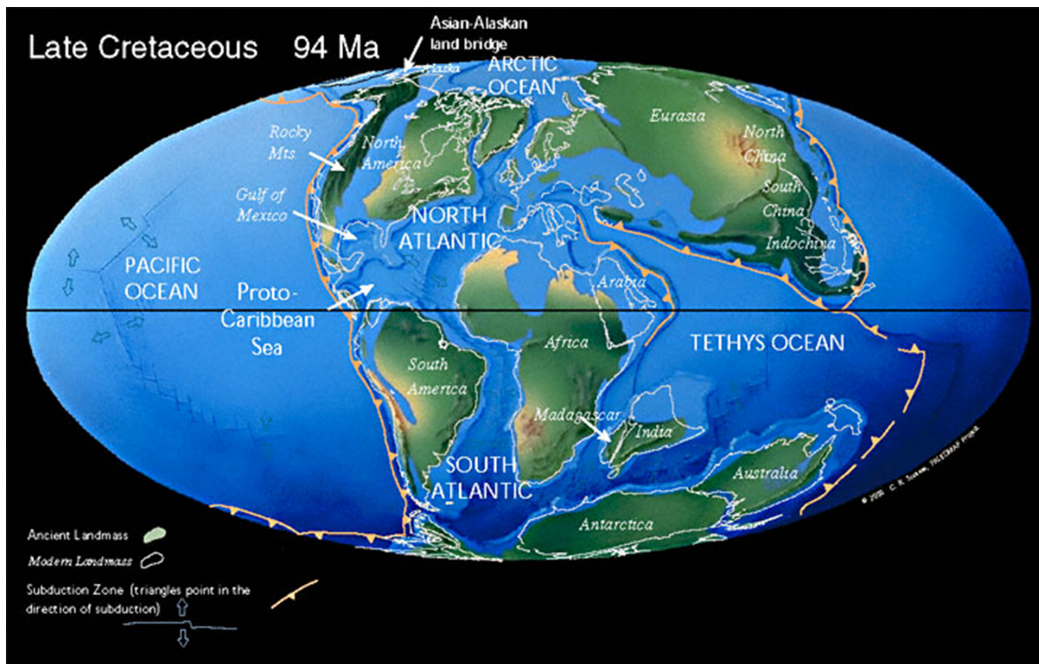 Late Cretaceous 94 Ma
Asian-Alaskan
land bridge
Alaska
ARCTIC
OCEAN
Rocky
Mts.
North
America
Eurasia
North
China
South
China
Indochina
Gulf of
Mexico
NORTH
ATLANTIC
PACIFIC
OCEAN
Proto-
Caribbean
Sea
Arabia
Africa
TETHYS OCEAN
South
America
Madagascar
India
SOUTH
ATLANTIC
Australia
Antarctica
Ancient Landmass
Modern Landmass
Subduction Zone (triangles point in the
direction of subduction)
PALEOMAP Project